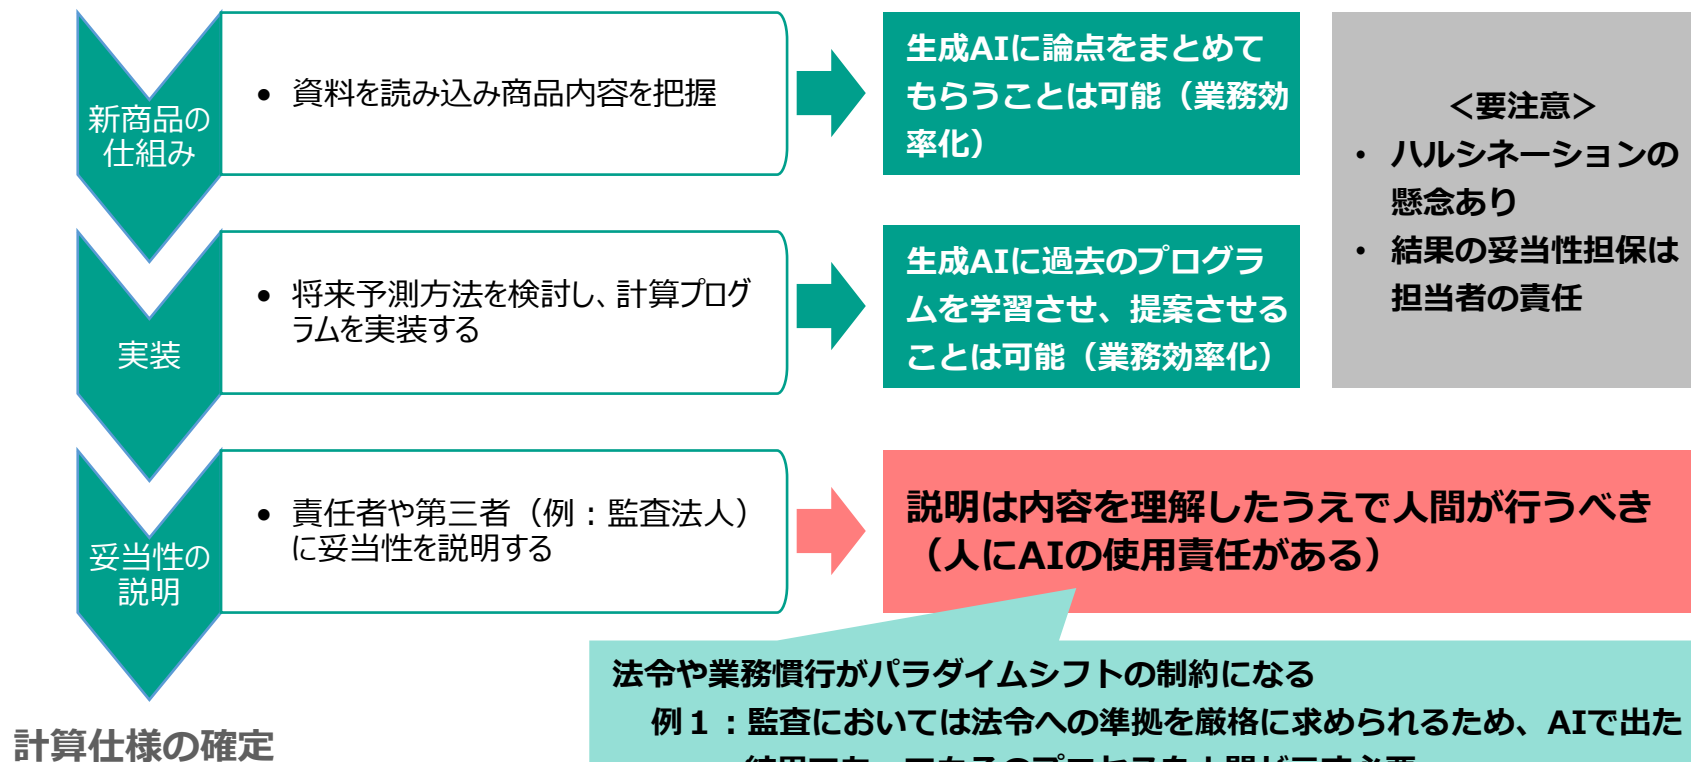 新商品の
仕組み
• 資料を読み込み商品内容を把握
生成AIに論点をまとめて
もらうことは可能（業務効
率化）
＜要注意＞
・ ハルシネーションの
懸念あり
・ 結果の妥当性担保は
担当者の責任
実装
• 将来予測方法を検討し、計算プログ
ラムを実装する
生成AIに過去のプログラ
ムを学習させ、提案させる
ことは可能（業務効率化）
妥当性の
説明
• 責任者や第三者（例：監査法人）
に妥当性を説明する
説明は内容を理解したうえで人間が行うべき
（人にAIの使用責任がある）
法令や業務慣行がパラダイムシフトの制約になる
例１：監査においては法令への準拠を厳格に求められるため、AIで出た
計算仕様の確定